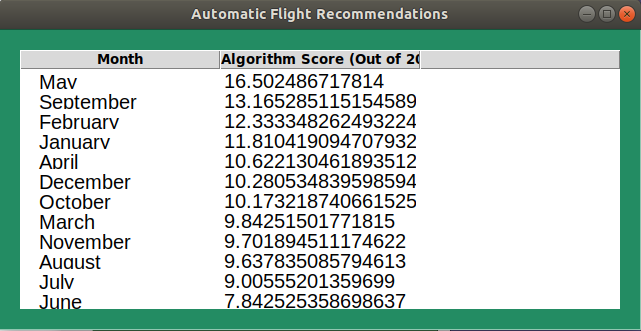 Automatic Flight Recommendations
Month Algorithm Score (Out of 20
May 16.502486717814
September 13.165285115154589
February 12.333348262493224
January 11.810419094707932
April 10.622130461893512
December 10.280534839598594
October 10.173218740661525
March 9.84251501771815
November 9.701894511174622
August 9.637835085794613
July 9.00555201359699
June 7.842525358698637